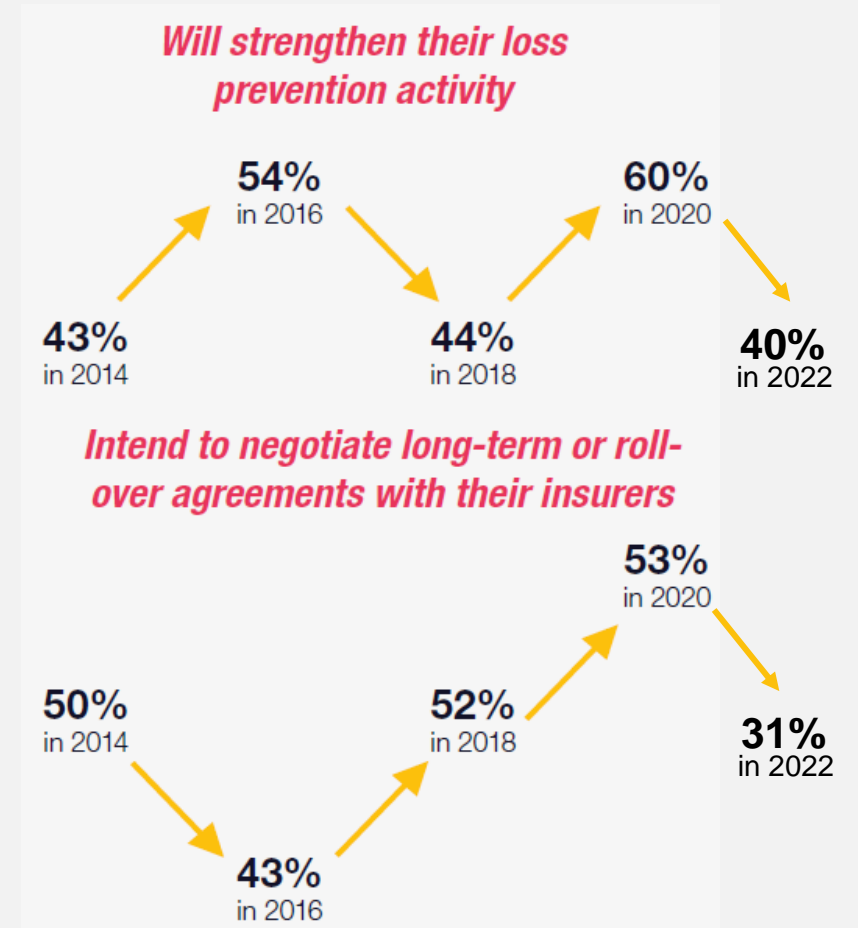 Will strengthen their loss
prevention activity
54%
in 2016
60%
in 2020
43%
in 2014
44%
in 2018
40%
in 2022
Intend to negotiate long-term or roll-
over agreements with their insurers
53%
in 2020
50%
in 2014
52%
in 2018
31%
in 2022
43%
in 2016